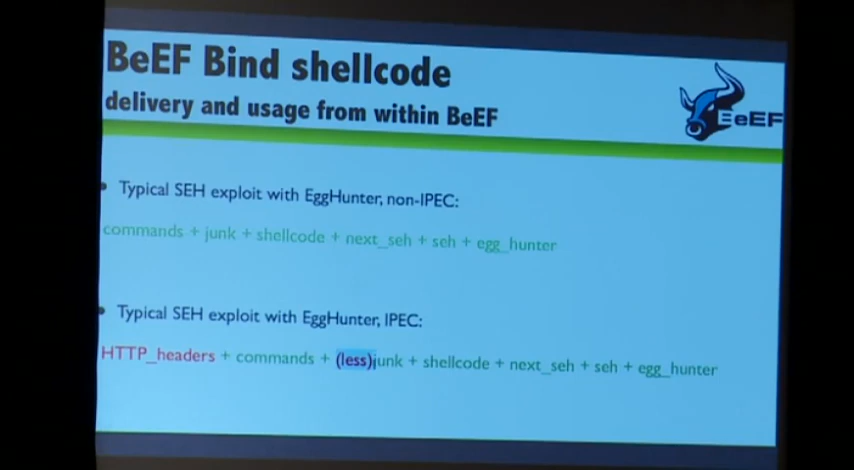 BeEF Bind shellcode
delivery and usage from within BeEF
BeEF
• Typical SEH exploit with EggHunter, non-IPEC:
commands + junk + shellcode + next_seh + seh + egg_hunter
• Typical SEH exploit with EggHunter, IPEC:
HTTP_headers + commands + (less)junk + shellcode + next_seh + seh + egg_hunter